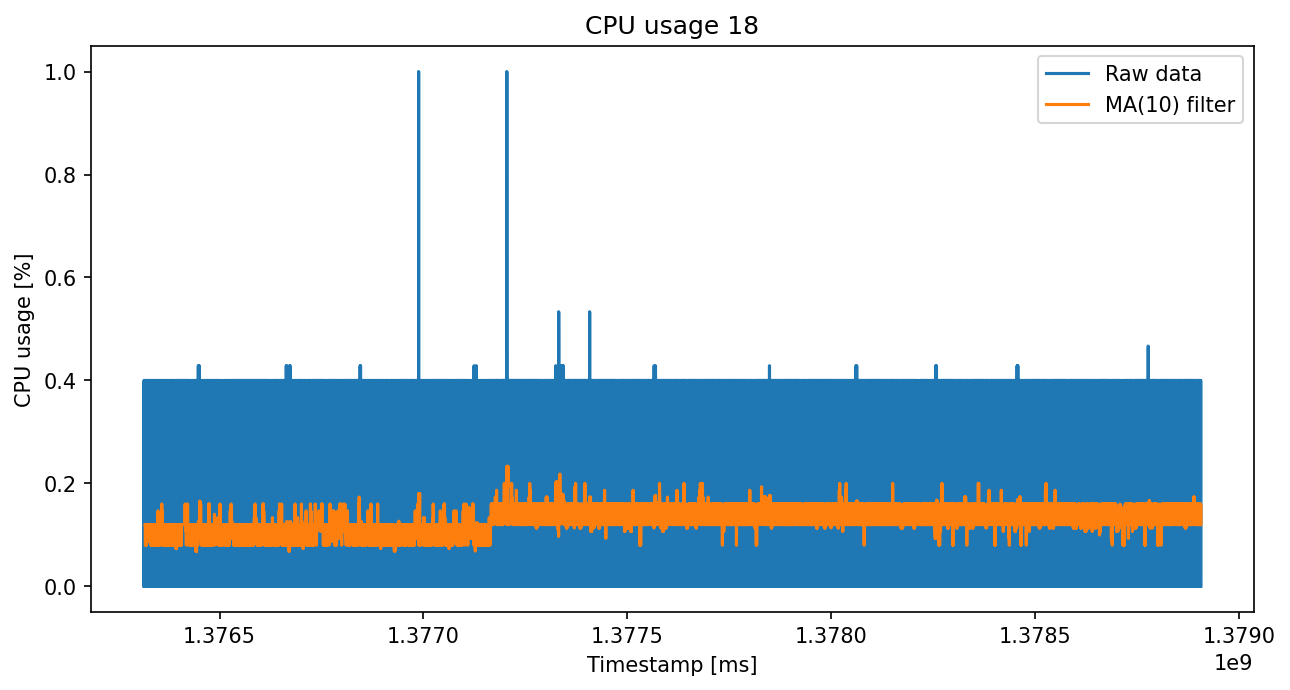 CPU usage 18
Raw data
MA(10) filter
CPU usage [%]
1.0
0.8
0.6
0.4
0.2
0.0
1.3765 1.3770 1.3775 1.3780 1.3785 1.3790
1e9
Timestamp [ms]